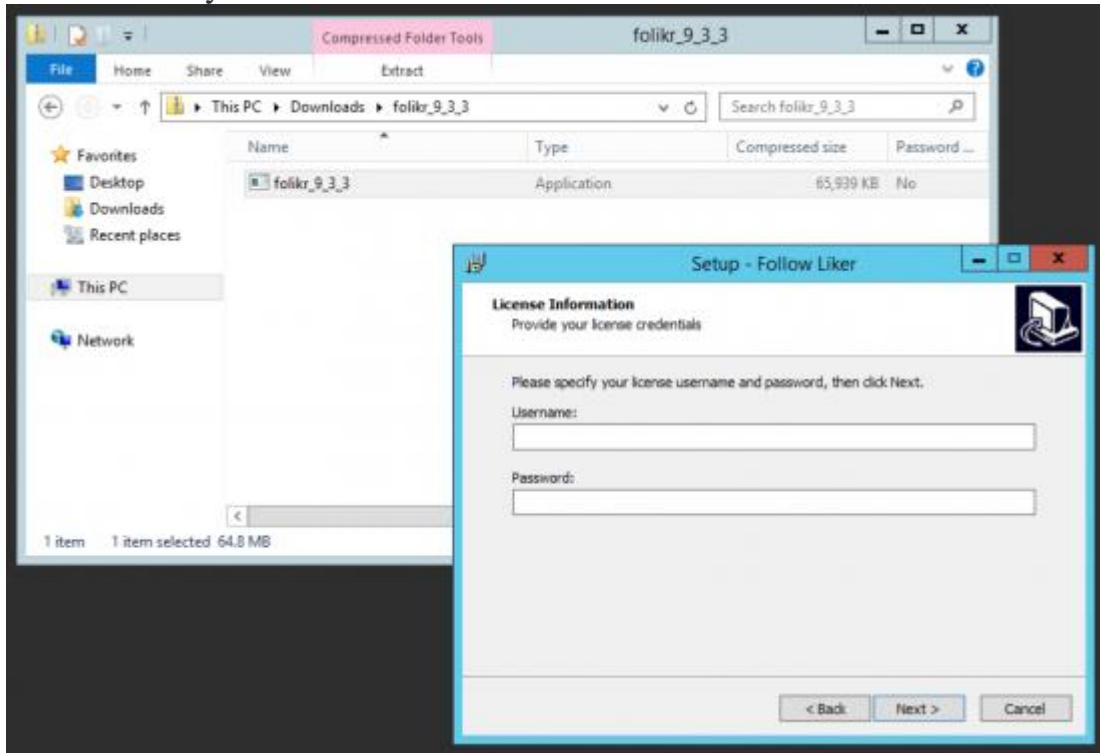 Compressed Folder Tools
folikr_9_3_3
File Home Share View Extract
This PC Downloads folikr_9_3_3
Search folikr_9_3_3
Name Type Compressed size Password ...
Favorites
Desktop
Downloads
Recent places
This PC
Network
folikr_9_3_3 Application 65,939 KB No
1 item 1 item selected 64.8 MB
Setup - Follow Liker
License Information
Provide your license credentials
Please specify your license username and password, then click Next.
Username:
Password:
< Back Next > Cancel